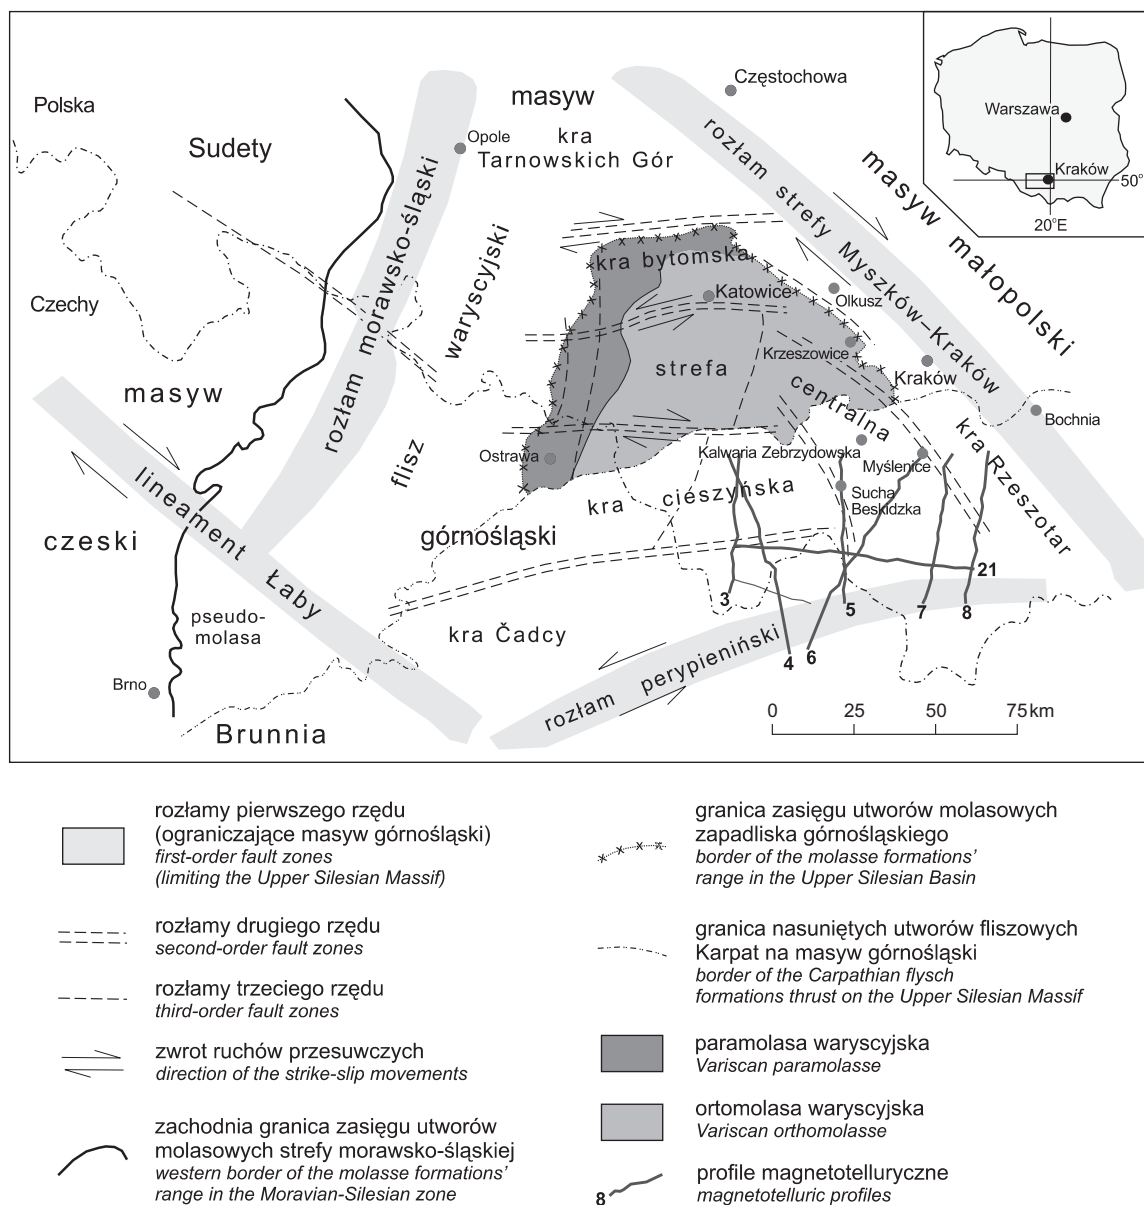 Polska
Sudety
Opole
masyw
kra
Tarnowskich Gór
Częstochowa
Warszawa
Kraków
50°
20°E
rozłam strefy Myszków–Kraków
masyw małopolski
rozłam morawsko-śląski
waryscyjski
flisz
kra bytomska
Katowice
Olkusz
Krzeszowice
Kraków
Bochnia
strefa
centralna
Czechy
masyw
czeski
lineament Łaby
Ostrawa
Kalwaria Zebrzydowska
Myślenice
Sucha
Beskidzka
kra cieszyńska
kra Rzeszotar
górnośląski
pseudo-
molasa
kra Čadcy
Brno
Brunnia
rozłam perypieniński
3
4
6
5
7
8
21
0 25 50 75 km
rozłamy pierwszego rzędu
(ograniczające masyw górnośląski)
first-order fault zones
(limiting the Upper Silesian Massif)
rozłamy drugiego rzędu
second-order fault zones
rozłamy trzeciego rzędu
third-order fault zones
zwrot ruchów przesuwczych
direction of the strike-slip movements
zachodnia granica zasięgu utworów
molasowych strefy morawsko-śląskiej
western border of the molasse formations'
range in the Moravian-Silesian zone
granica zasięgu utworów molasowych
zapadliska górnośląskiego
border of the molasse formations'
range in the Upper Silesian Basin
granica nasuniętych utworów fliszowych
Karpat na masyw górnośląski
border of the Carpathian flysch
formations thrust on the Upper Silesian Massif
paramolasa waryscyjska
Variscan paramolasse
ortomolasa waryscyjska
Variscan orthomolasse
8
profile magnetotelluryczne
magnetotelluric profiles